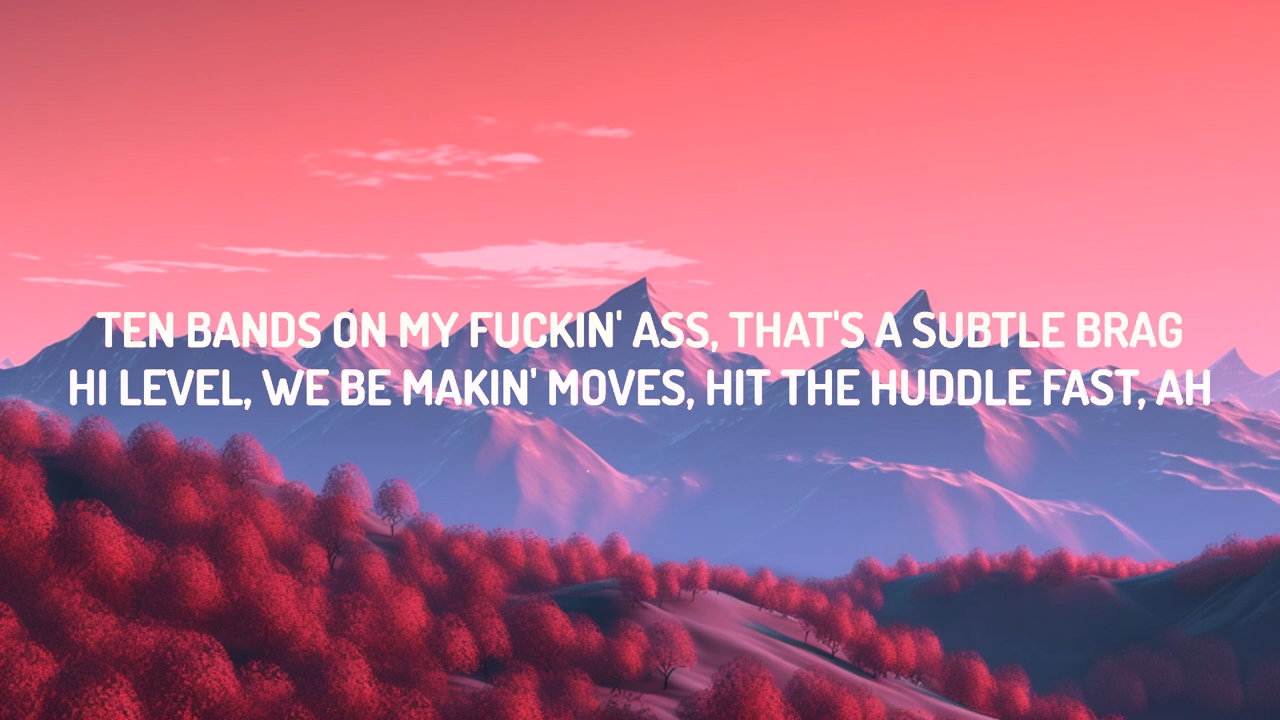 TEN BANDS ON MY FUCKIN' ASS, THAT'S A SUBTLE BRAG
HI LEVEL, WE BE MAKIN' MOVES, HIT THE HUDDLE FAST, AH